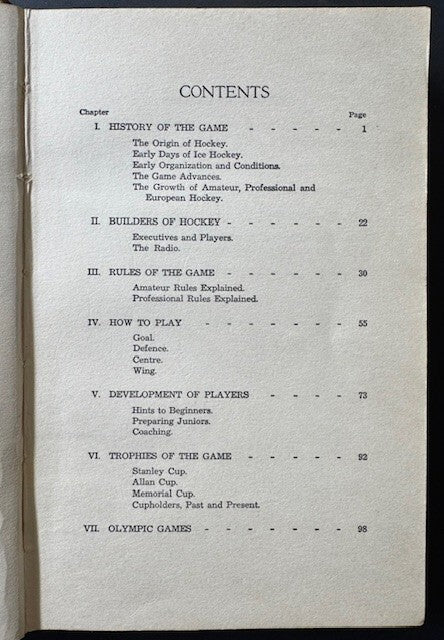 CONTENTS
Chapter Page
I. HISTORY OF THE GAME - - - - - 1
The Origin of Hockey.
Early Days of Ice Hockey.
Early Organization and Conditions.
The Game Advances.
The Growth of Amateur, Professional and
European Hockey.
II. BUILDERS OF HOCKEY - - - - - - 22
Executives and Players.
The Radio.
III. RULES OF THE GAME - - - - - - 30
Amateur Rules Explained.
Professional Rules Explained.
IV. HOW TO PLAY - - - - - - - 55
Goal.
Defence.
Centre.
Wing.
V. DEVELOPMENT OF PLAYERS - - - - 73
Hints to Beginners.
Preparing Juniors.
Coaching.
VI. TROPHIES OF THE GAME - - - - - 92
Stanley Cup.
Allan Cup.
Memorial Cup.
Cupholders, Past and Present.
VII. OLYMPIC GAMES - - - - - - - 98